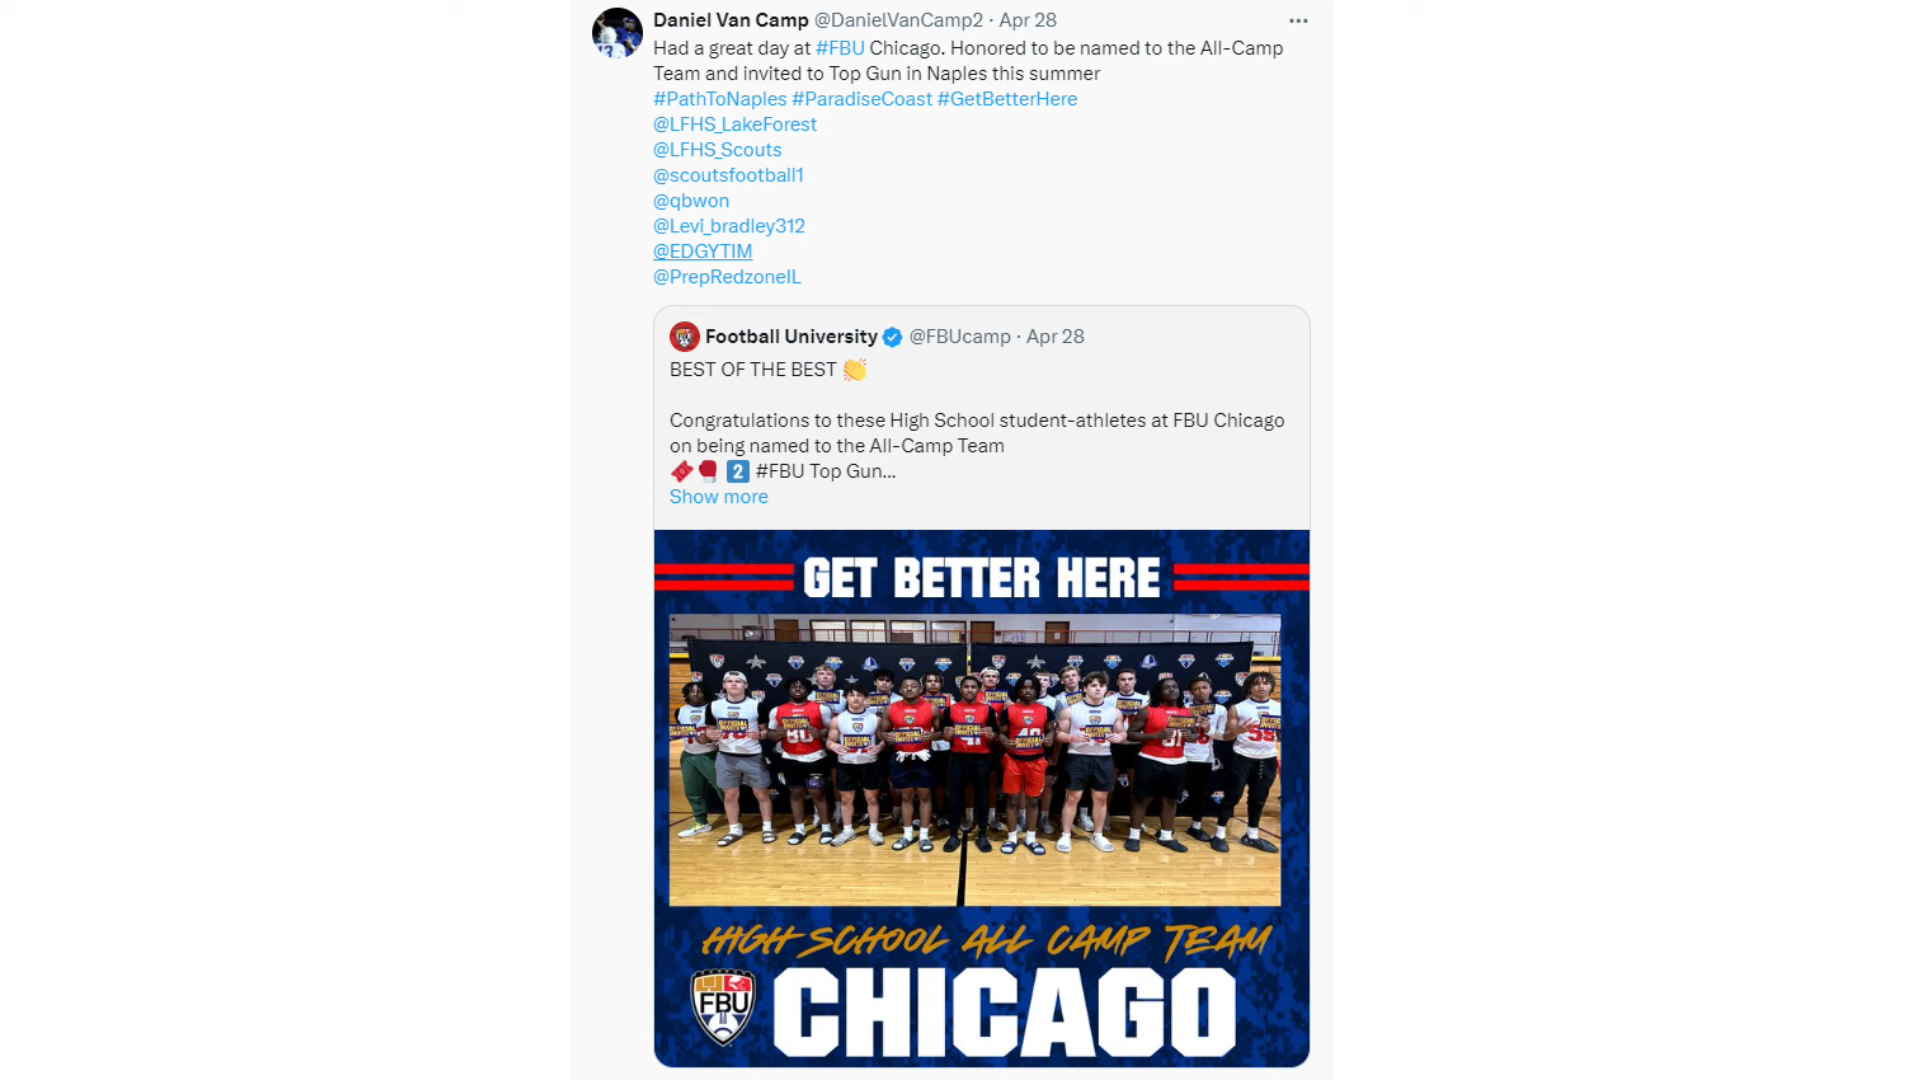 Daniel Van Camp @DanielVanCamp2 · Apr 28
Had a great day at #FBU Chicago. Honored to be named to the All-Camp
Team and invited to Top Gun in Naples this summer
#PathToNaples #ParadiseCoast #GetBetterHere
@LFHS_LakeForest
@LFHS_Scouts
@scoutsfootball1
@qbwon
@Levi_bradley312
@EDGYTIM
@PrepRedzoneIL
Football University @FBUcamp · Apr 28
BEST OF THE BEST 👏
Congratulations to these High School student-athletes at FBU Chicago
on being named to the All-Camp Team
🎟️🥊 2️⃣ #FBU Top Gun...
Show more
GET BETTER HERE
HIGH SCHOOL ALL CAMP TEAM
FBU
CHICAGO